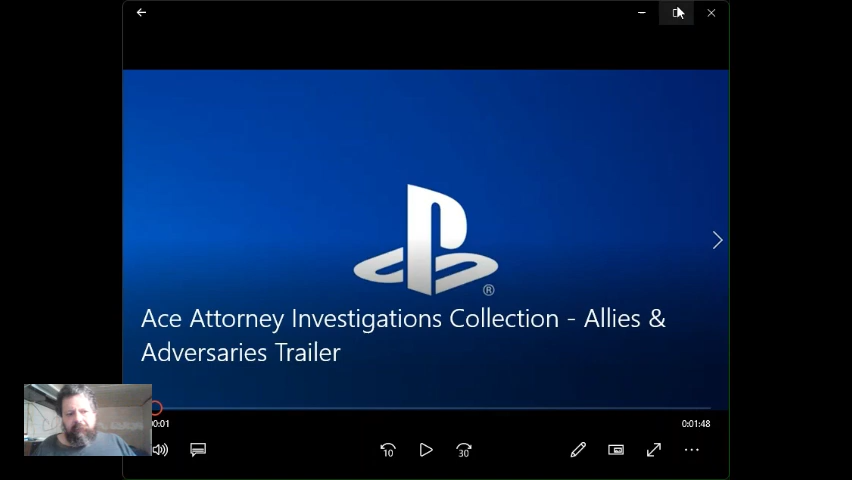 ®
Ace Attorney Investigations Collection - Allies &
Adversaries Trailer
0:01
0:01:48
10
30